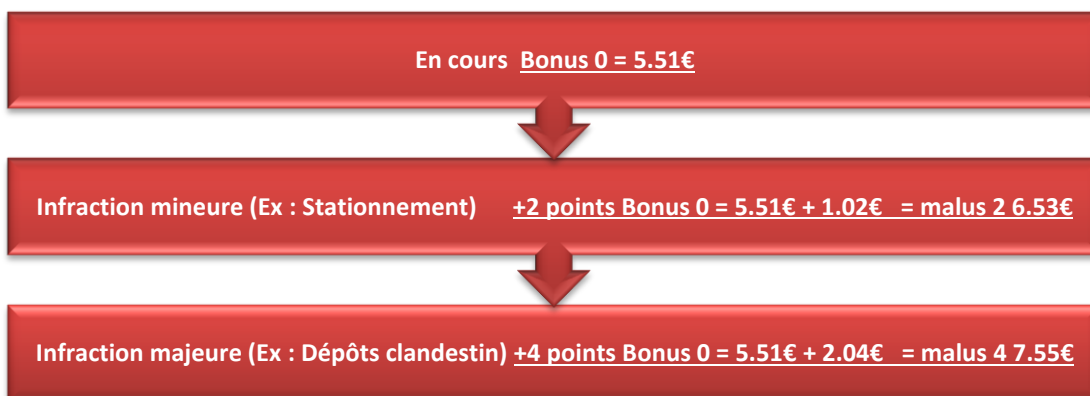 En cours Bonus 0 = 5.51€
Infraction mineure (Ex : Stationnement) +2 points Bonus 0 = 5.51€ + 1.02€ = malus 2 6.53€
Infraction majeure (Ex : Dépôts clandestin) +4 points Bonus 0 = 5.51€ + 2.04€ = malus 4 7.55€